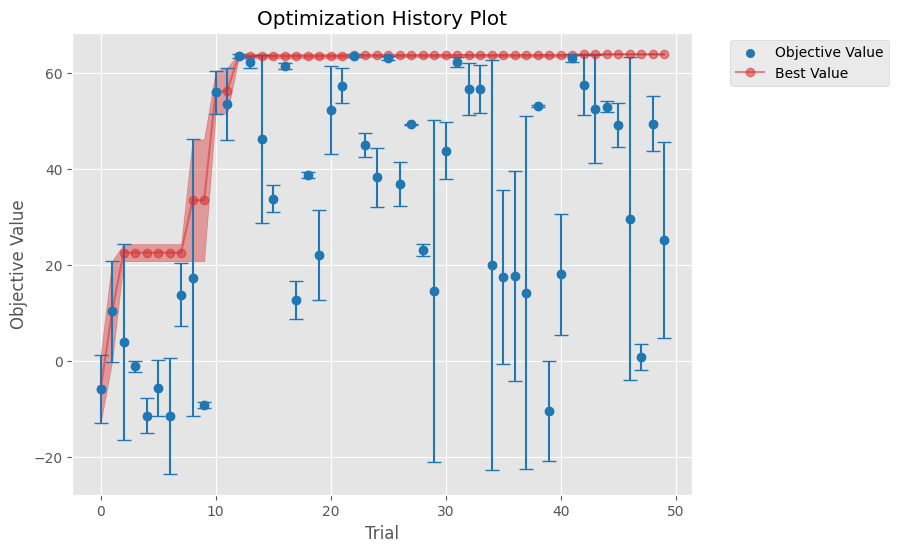 Optimization History Plot
Objective Value
Best Value
Objective Value
60
40
20
0
−20
0 10 20 30 40 50
Trial